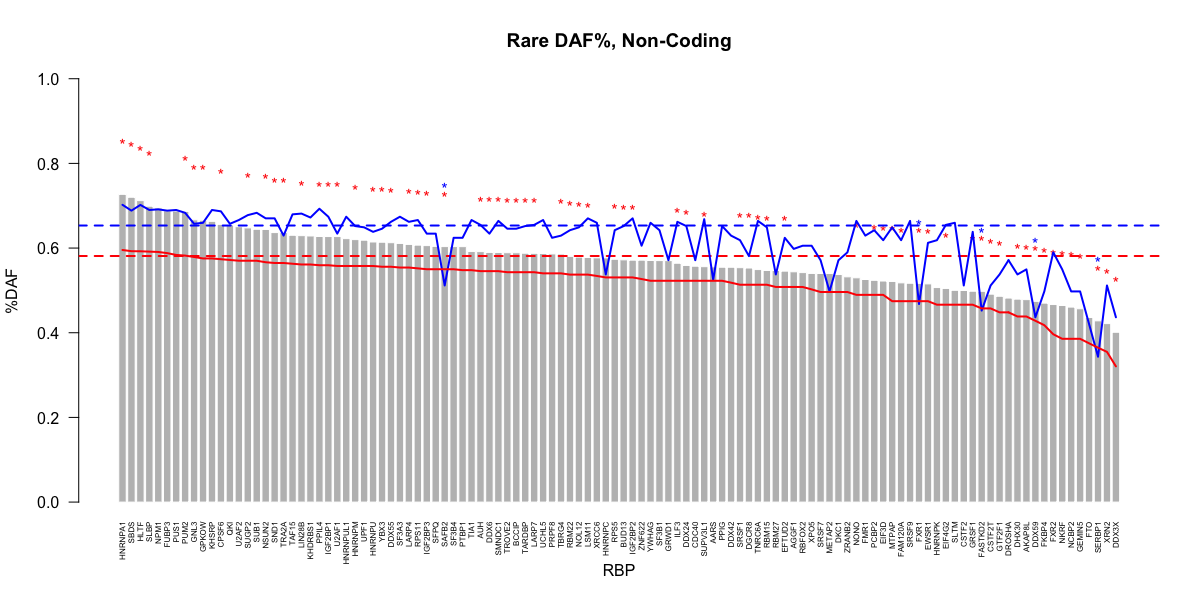 Rare DAF%, Non-Coding
1.0
0.8
0.6
0.4
0.2
0.0
%DAF
HNRNPA1
SBDS
HLTF
SLBP
NPM1
FUBP3
PUS1
PUM2
GNL3
GPKOW
KHSRP
CPSF6
QKI
U2AF2
SUGP2
SUB1
NSUN2
SND1
TRA2A
TAF15
LIN28B
KHDRBS1
PPIL4
IGF2BP1
U2AF1
HNRNPUL1
HNRNPM
UPF1
HNRNPU
YBX3
DDX55
SF3A3
LARP4
RPS11
IGF2BP3
SFPQ
SAFB2
SF3B4
PTBP1
TIA1
AUH
DDX6
SMNDC1
TROVE2
BCCIP
TARDBP
LARP7
UCHL5
PRPF8
TBRG4
RBM22
NOL12
LSM11
XRCC6
HNRNPC
RPS5
BUD13
IGF2BP2
ZNF622
YWHAG
SF3B1
GRWD1
ILF3
DDX24
CDC40
SUPV3L1
AARS
PPIG
DDX42
SRSF1
DGCR8
TNRC6A
RBM15
RBM27
EFTUD2
AGGF1
RBFOX2
XPO5
SRSF7
METAP2
DKC1
ZRANB2
NONO
FMR1
PCBP2
EIF3D
MTPAP
FAM120A
SRSF9
FXR1
EWSR1
HNRNPK
EIF4G2
SLTM
CSTF2
GRSF1
FASTKD2
CSTF2T
GTF2F1
DROSHA
DHX30
AKAP8L
DDX59
FKBP4
FXR2
NKRF
NCBP2
GEMIN5
FTO
SERBP1
XRN2
DDX3X
RBP